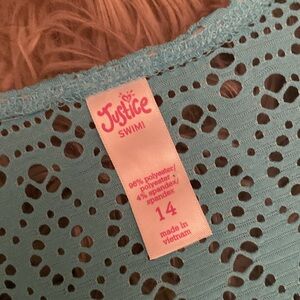 Justice
SWIM!
96% polyester/
polyester
4% spandex/
spandex
14
made in
vietnam